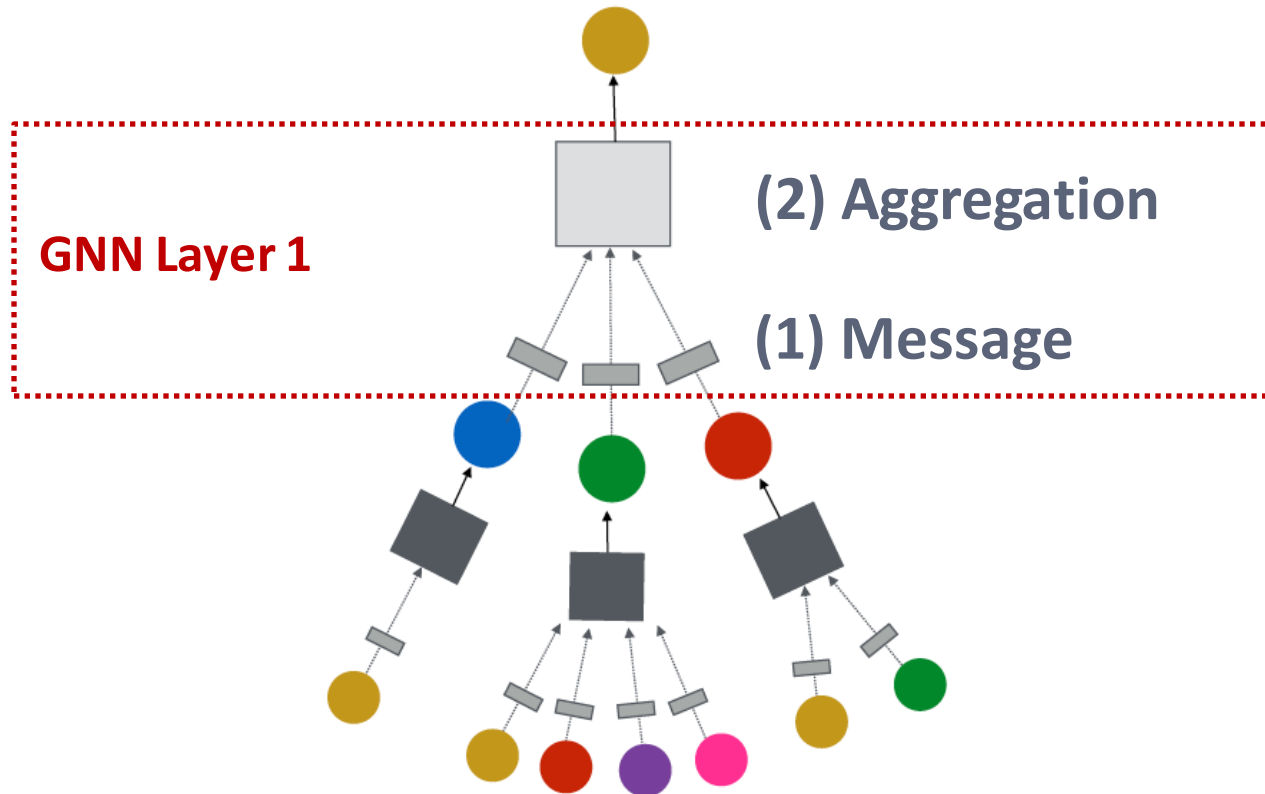 (2) Aggregation
GNN Layer 1
(1) Message